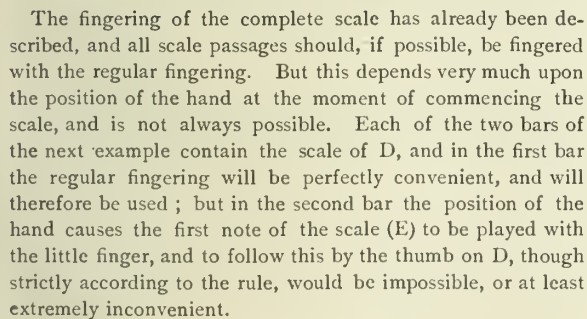 The fingering of the complete scale has already been de-
scribed, and all scale passages should, if possible, be fingered
with the regular fingering. But this depends very much upon
the position of the hand at the moment of commencing the
scale, and is not always possible. Each of the two bars of
the next example contain the scale of D, and in the first bar
the regular fingering will be perfectly convenient, and will
therefore be used ; but in the second bar the position of the
hand causes the first note of the scale (E) to be played with
the little finger, and to follow this by the thumb on D, though
strictly according to the rule, would be impossible, or at least
extremely inconvenient.